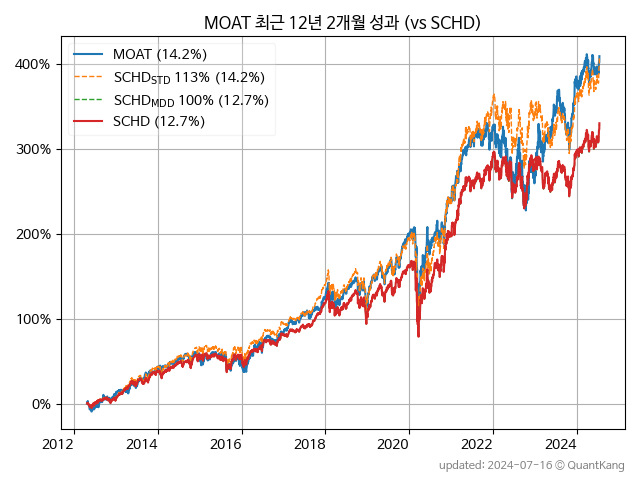 MOAT 최근 12년 2개월 성과 (vs SCHD)
MOAT (14.2%)
SCHD_STD 113% (14.2%)
SCHD_MDD 100% (12.7%)
SCHD (12.7%)
400%
300%
200%
100%
0%
2012 2014 2016 2018 2020 2022 2024
updated: 2024-07-16 © QuantKang